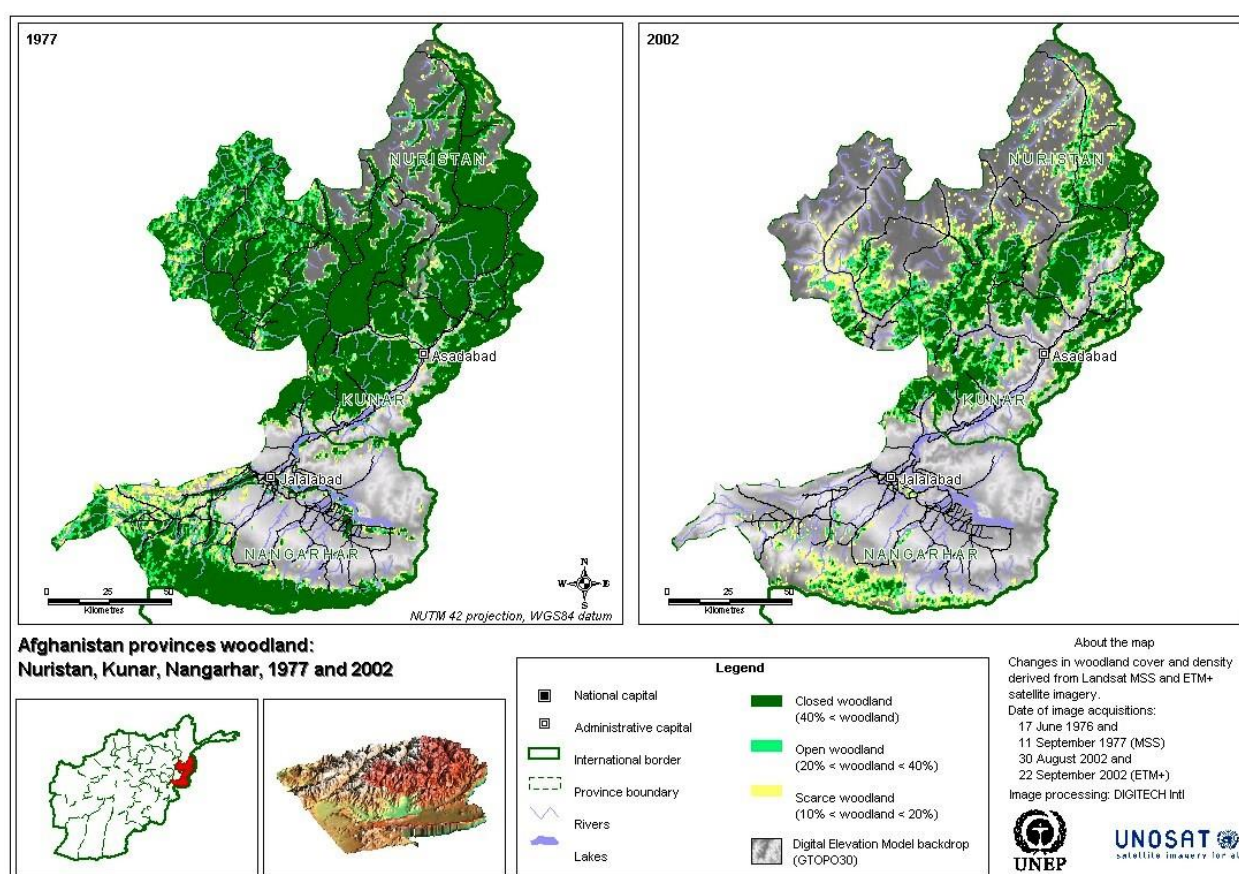 1977
NURISTAN
Asadabad
KUNAR
Jalalabad
NANGARHAR
N
W E
S
0 25 50
Kilometres
NUTM 42 projection, WGS84 datum
2002
NURISTAN
Asadabad
KUNAR
Jalalabad
NANGARHAR
0 25 50
Kilometres
Afghanistan provinces woodland:
Nuristan, Kunar, Nangarhar, 1977 and 2002
Legend
National capital
Administrative capital
International border
Province boundary
Rivers
Lakes
Closed woodland
(40% < woodland)
Open woodland
(20% < woodland < 40%)
Scarce woodland
(10% < woodland < 20%)
Digital Elevation Model backdrop
(GTOPO30)
About the map
Changes in woodland cover and density
derived from Landsat MSS and ETM+
satellite imagery.
Date of image acquisitions:
17 June 1976 and
11 September 1977 (MSS)
30 August 2002 and
22 September 2002 (ETM+)
Image processing: DIGITECH Intl
UNEP
UNOSAT
satellite imagery for al